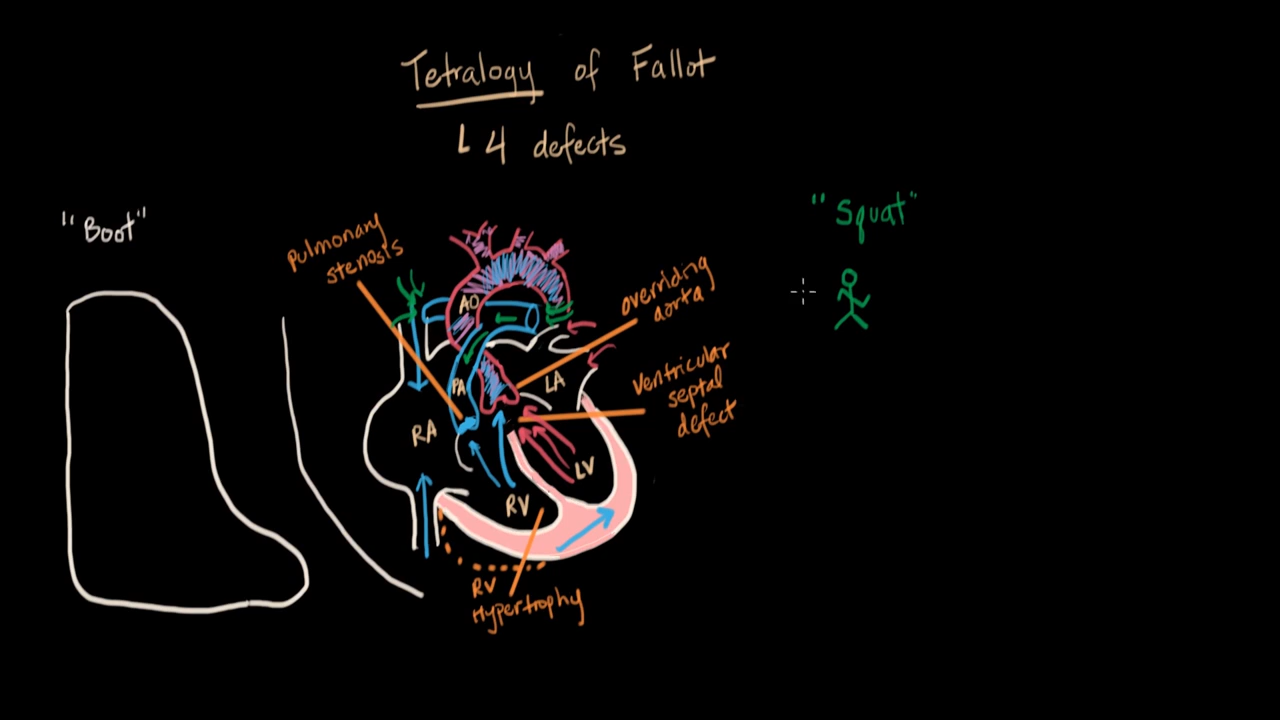 Tetralogy of Fallot
4 defects
"Boot"
"Squat"
Pulmonary
stenosis
overriding
aorta
Ventricular
septal
defect
AO
PA
LA
RA
LV
RV
RV
Hypertrophy